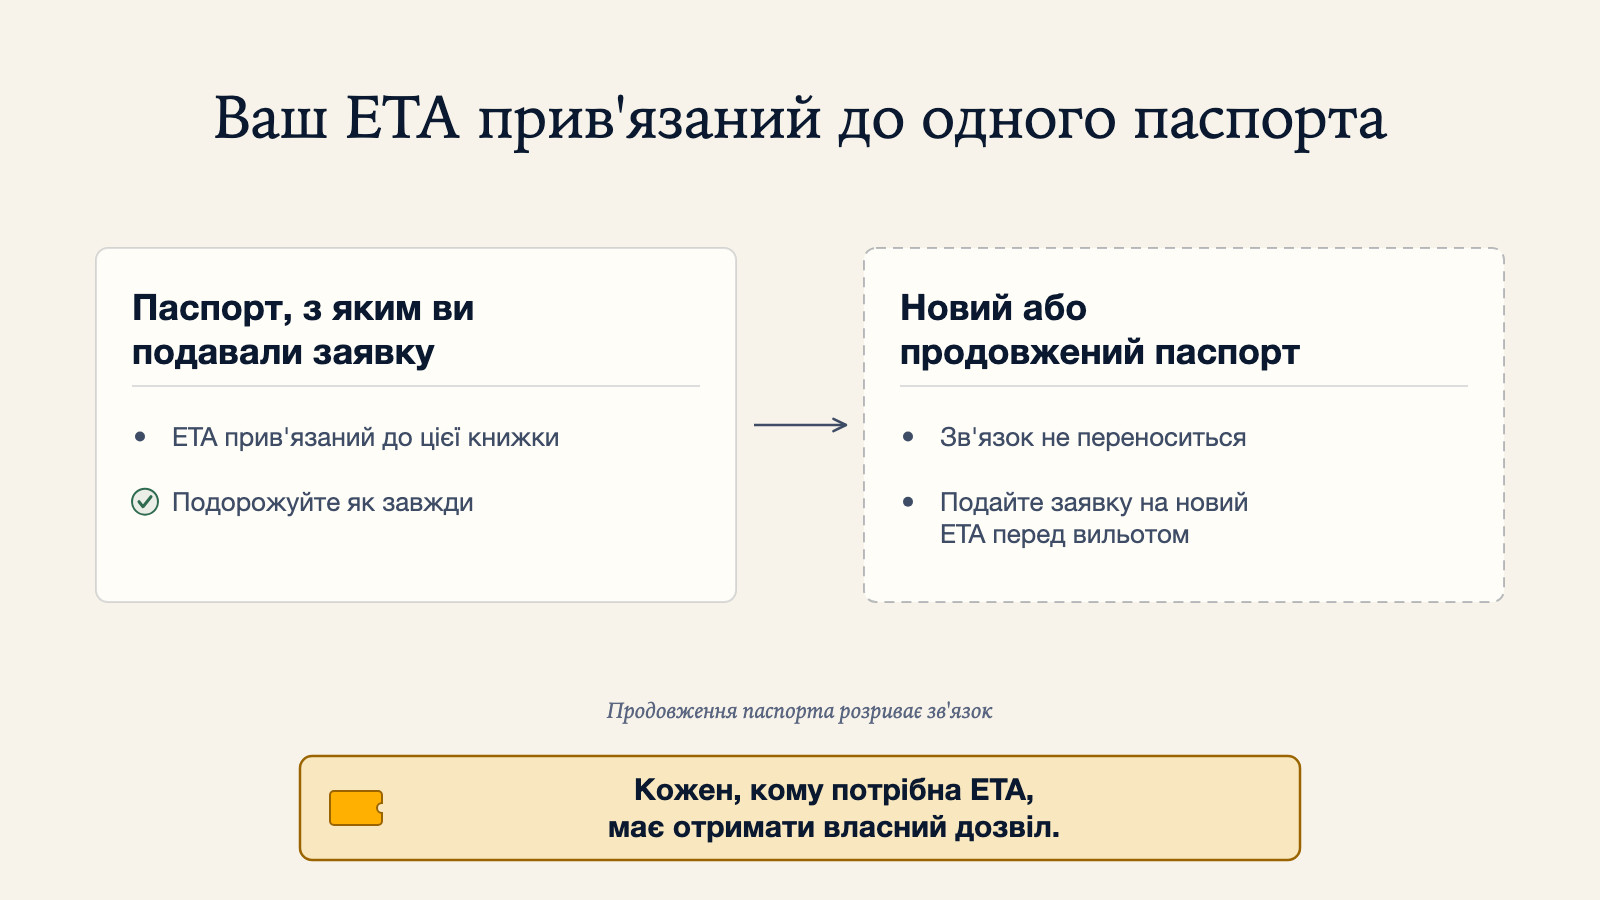 Ваш ETA прив'язаний до одного паспорта
Паспорт, з яким ви
подавали заявку
ETA прив'язаний до цієї книжки
Подорожуйте як завжди
Новий або
продовжений паспорт
Зв'язок не переноситься
Подайте заявку на новий
ETA перед вильотом
Продовження паспорта розриває зв'язок
Кожен, кому потрібна ETA,
має отримати власний дозвіл.